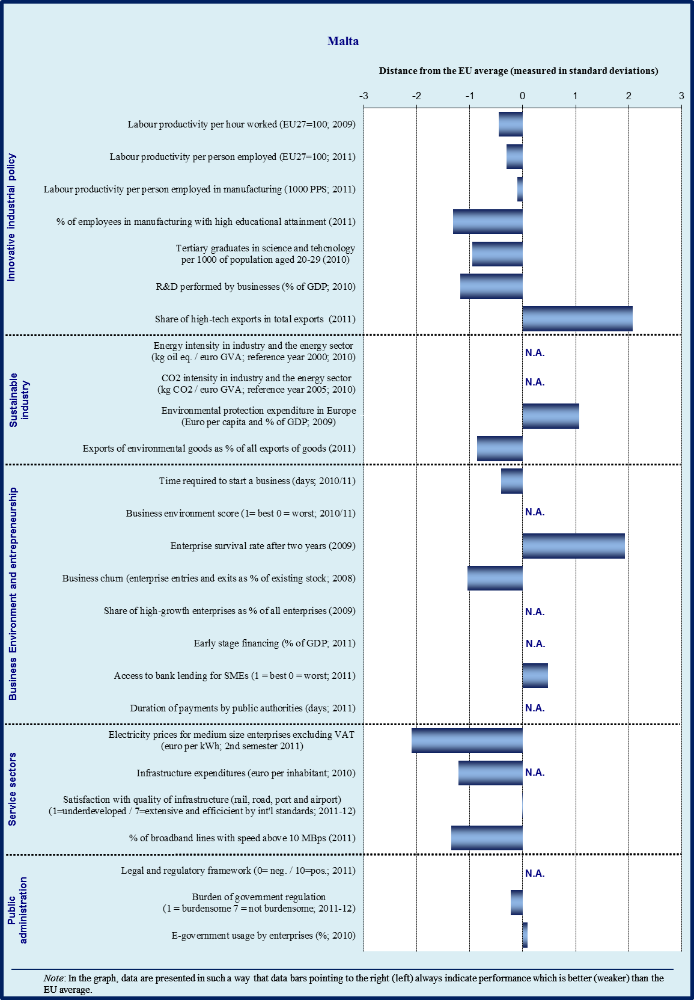 Malta
Distance from the EU average (measured in standard deviations)
-3 -2 -1 0 1 2 3
Innovative industrial policy
Labour productivity per hour worked (EU27=100; 2009)
Labour productivity per person employed (EU27=100; 2011)
Labour productivity per person employed in manufacturing (1000 PPS; 2011)
% of employees in manufacturing with high educational attainment (2011)
Tertiary graduates in science and tehcnology
per 1000 of population aged 20-29 (2010)
R&D performed by businesses (% of GDP; 2010)
Share of high-tech exports in total exports (2011)
Sustainable
industry
Energy intensity in industry and the energy sector
(kg oil eq. / euro GVA; reference year 2000; 2010)
N.A.
CO2 intensity in industry and the energy sector
(kg CO2 / euro GVA; reference year 2005; 2010)
N.A.
Environmental protection expenditure in Europe
(Euro per capita and % of GDP; 2009)
Exports of environmental goods as % of all exports of goods (2011)
Business Environment and entrepreneurship
Time required to start a business (days; 2010/11)
Business environment score (1= best 0 = worst; 2010/11)
N.A.
Enterprise survival rate after two years (2009)
Business churn (enterprise entries and exits as % of existing stock; 2008)
Share of high-growth enterprises as % of all enterprises (2009)
N.A.
Early stage financing (% of GDP; 2011)
N.A.
Access to bank lending for SMEs (1 = best 0 = worst; 2011)
Duration of payments by public authorities (days; 2011)
N.A.
Service sectors
Electricity prices for medium size enterprises excluding VAT
(euro per kWh; 2nd semester 2011)
Infrastructure expenditures (euro per inhabitant; 2010)
N.A.
Satisfaction with quality of infrastructure (rail, road, port and airport)
(1=underdeveloped / 7=extensive and efficicient by int'l standards; 2011-12)
% of broadband lines with speed above 10 MBps (2011)
Public
administration
Legal and regulatory framework (0= neg. / 10=pos.; 2011)
N.A.
Burden of government regulation
(1 = burdensome 7 = not burdensome; 2011-12)
E-government usage by enterprises (%; 2010)
Note: In the graph, data are presented in such a way that data bars pointing to the right (left) always indicate performance which is better (weaker) than the
EU average.